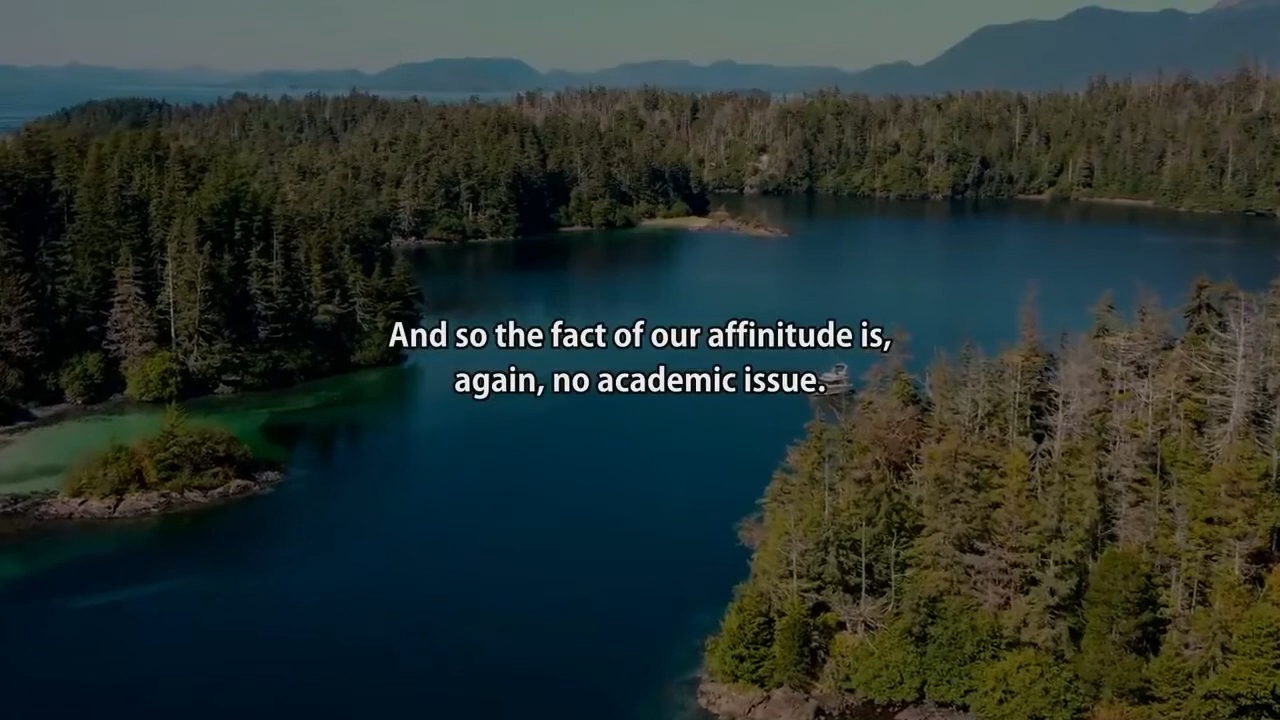 And so the fact of our affinitude is,
again, no academic issue.